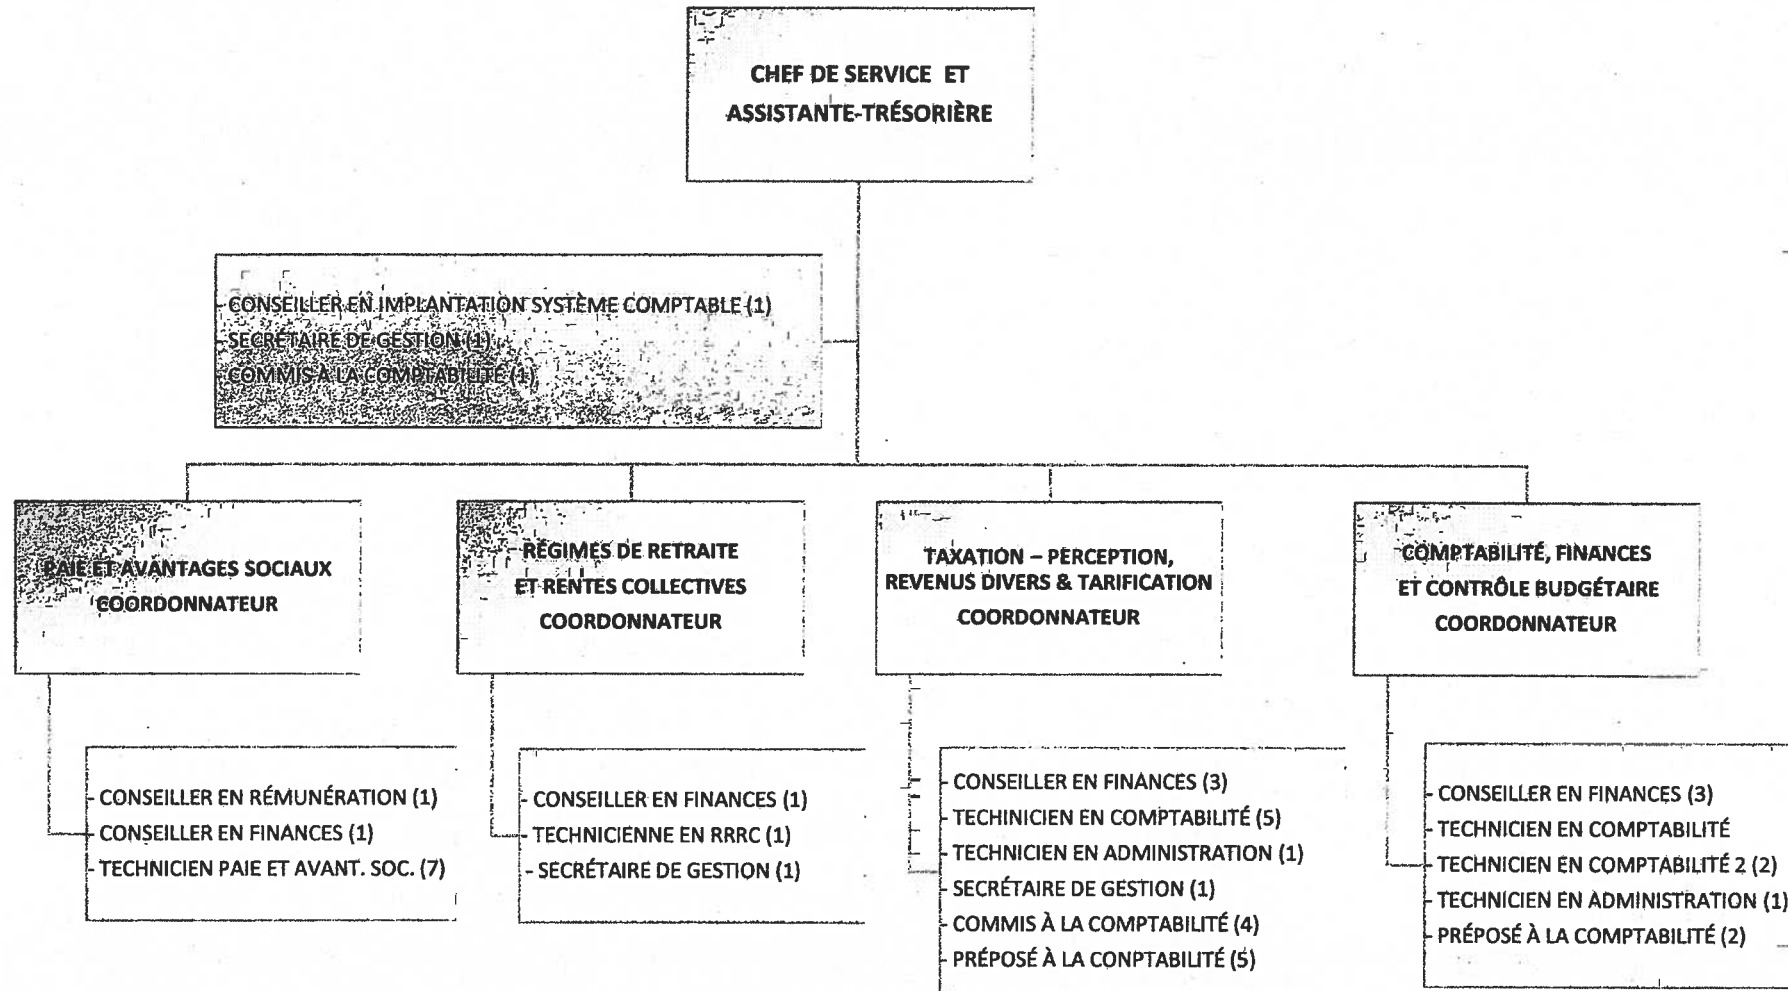 CHEF DE SERVICE ET
ASSISTANTE-TRÉSORIÈRE
- CONSEILLER EN IMPLANTATION SYSTÈME COMPTABLE (1)
- SECRÉTAIRE DE GESTION (1)
- COMMIS À LA COMPTABILITÉ (1)
PAIE ET AVANTAGES SOCIAUX
COORDONNATEUR
RÉGIMES DE RETRAITE
ET RENTES COLLECTIVES
COORDONNATEUR
TAXATION – PERCEPTION,
REVENUS DIVERS & TARIFICATION
COORDONNATEUR
COMPTABILITÉ, FINANCES
ET CONTRÔLE BUDGÉTAIRE
COORDONNATEUR
- CONSEILLER EN RÉMUNÉRATION (1)
- CONSEILLER EN FINANCES (1)
- TECHNICIEN PAIE ET AVANT. SOC. (7)
- CONSEILLER EN FINANCES (1)
- TECHNICIENNE EN RRRC (1)
- SECRÉTAIRE DE GESTION (1)
- CONSEILLER EN FINANCES (3)
- TECHINICIEN EN COMPTABILITÉ (5)
- TECHNICIEN EN ADMINISTRATION (1)
- SECRÉTAIRE DE GESTION (1)
- COMMIS À LA COMPTABILITÉ (4)
- PRÉPOSÉ À LA CONPTABILITÉ (5)
- CONSEILLER EN FINANCES (3)
- TECHNICIEN EN COMPTABILITÉ
- TECHNICIEN EN COMPTABILITÉ 2 (2)
- TECHNICIEN EN ADMINISTRATION (1)
- PRÉPOSÉ À LA COMPTABILITÉ (2)